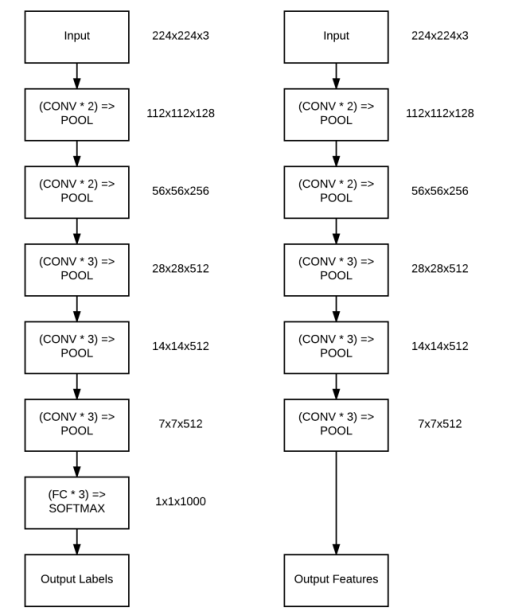 Input
224x224x3
(CONV * 2) =>
POOL
112x112x128
(CONV * 2) =>
POOL
56x56x256
(CONV * 3) =>
POOL
28x28x512
(CONV * 3) =>
POOL
14x14x512
(CONV * 3) =>
POOL
7x7x512
(FC * 3) =>
SOFTMAX
1x1x1000
Output Labels
Input
224x224x3
(CONV * 2) =>
POOL
112x112x128
(CONV * 2) =>
POOL
56x56x256
(CONV * 3) =>
POOL
28x28x512
(CONV * 3) =>
POOL
14x14x512
(CONV * 3) =>
POOL
7x7x512
Output Features